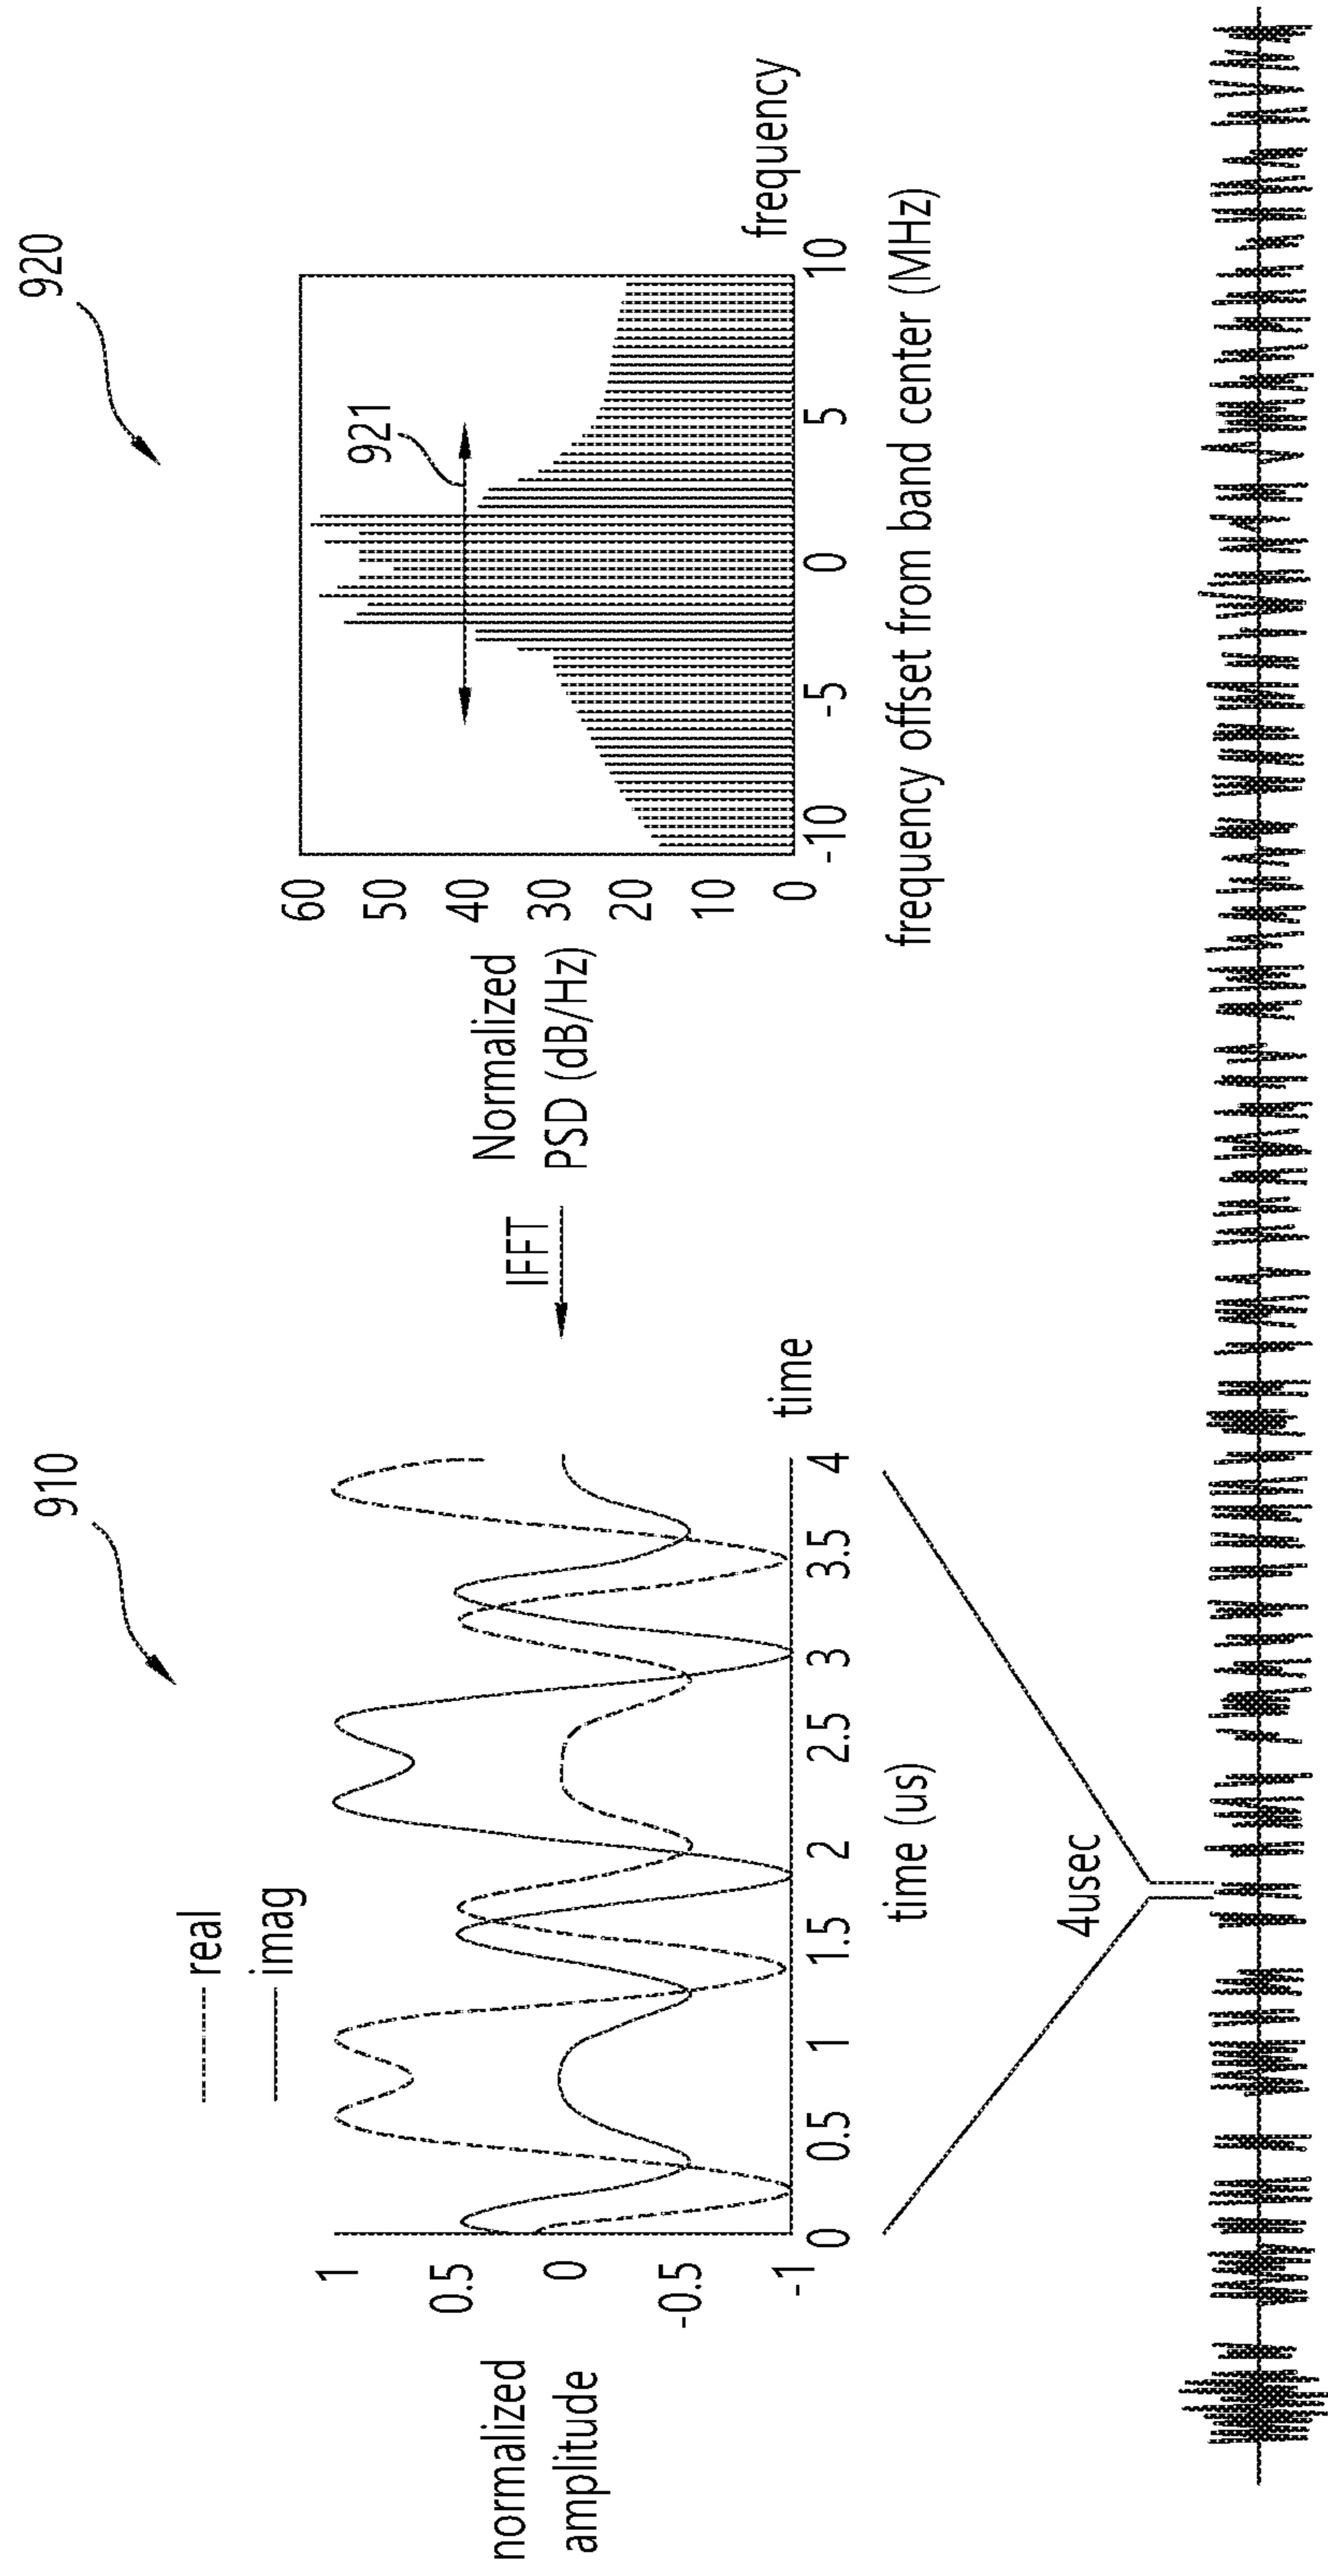 910
real
imag
normalized
amplitude
1
0.5
0
-0.5
-1
0 0.5 1 1.5 2 2.5 3 3.5 4
time
time (us)
IFFT
920
921
Normalized
PSD (dB/Hz)
60
50
40
30
20
10
0
-10 -5 0 5 10
frequency
frequency offset from band center (MHz)
4usec